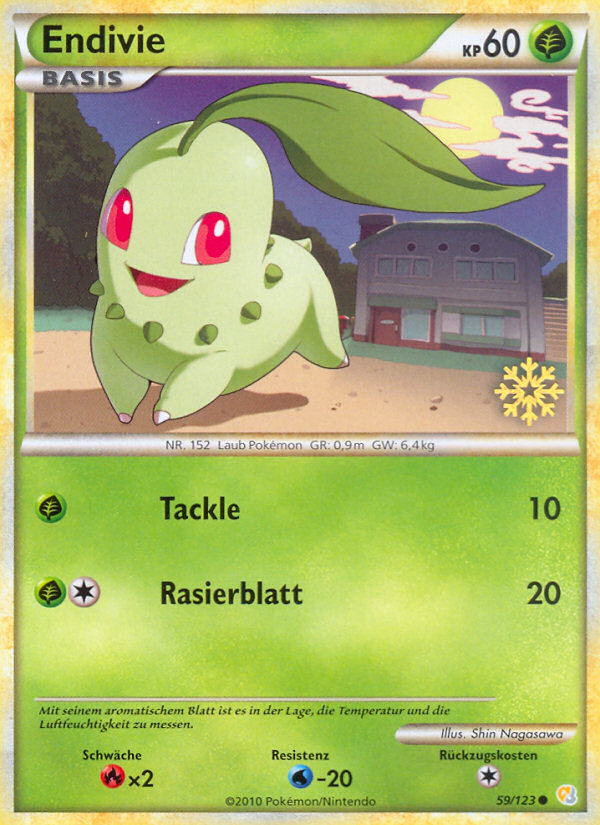 Endivie
KP60
BASIS
NR. 152 Laub Pokémon GR: 0,9m GW: 6,4kg
Tackle 10
Rasierblatt 20
Mit seinem aromatischem Blatt ist es in der Lage, die Temperatur und die
Luftfeuchtigkeit zu messen.
Illus. Shin Nagasawa
Schwäche Resistenz Rückzugskosten
×2 -20
©2010 Pokémon/Nintendo 59/123